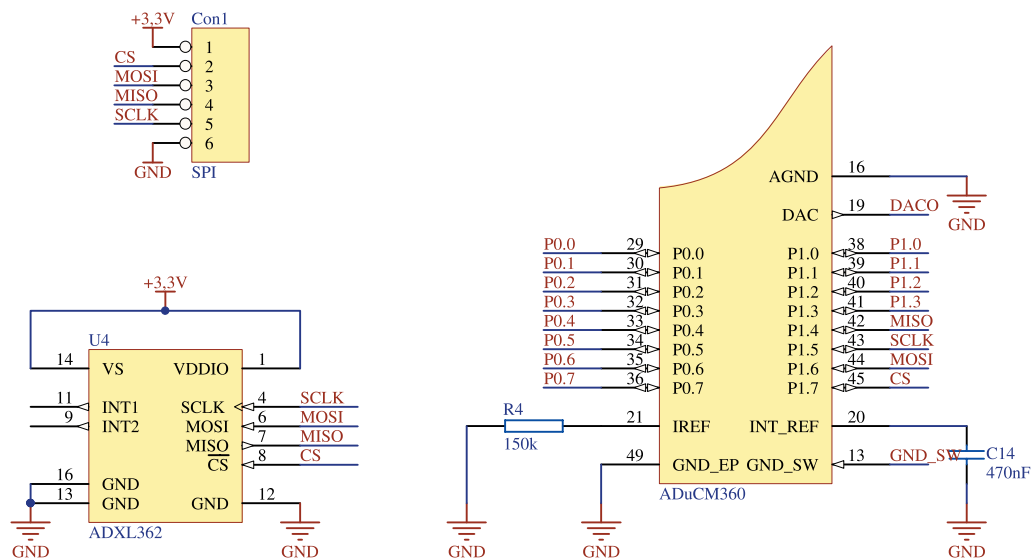 +3,3V
Con1
1
CS 2
MOSI 3
MISO 4
SCLK 5
6
GND
SPI
+3,3V
U4
14 VS VDDIO 1
11 INT1 SCLK 4 SCLK
9 INT2 MOSI 6 MOSI
MISO 7 MISO
CS 8 CS
16 GND
13 GND GND 12
GND
ADXL362
GND
AGND 16
GND
DAC 19 DACO
P0.0 29 P0.0 P1.0 38 P1.0
P0.1 30 P0.1 P1.1 39 P1.1
P0.2 31 P0.2 P1.2 40 P1.2
P0.3 32 P0.3 P1.3 41 P1.3
P0.4 33 P0.4 P1.4 42 MISO
P0.5 34 P0.5 P1.5 43 SCLK
P0.6 35 P0.6 P1.6 44 MOSI
P0.7 36 P0.7 P1.7 45 CS
R4
150k
21 IREF INT_REF 20
49 GND_EP GND_SW 13 GND_SW
C14
470nF
ADuCM360
GND
GND
GND